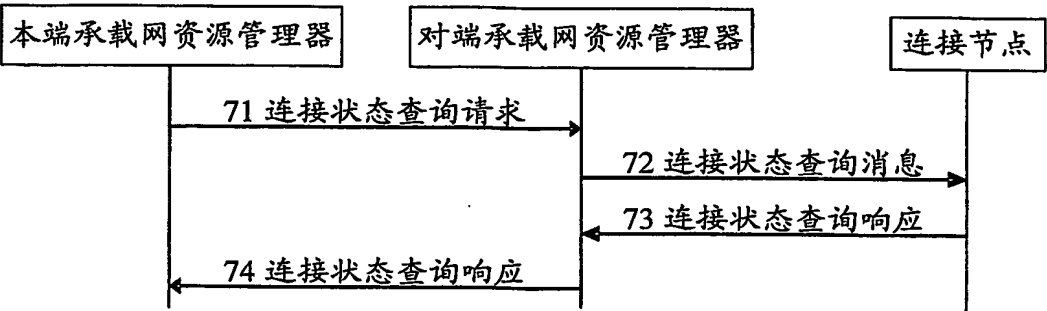 本端承载网资源管理器
对端承载网资源管理器
连接节点
71 连接状态查询请求
72 连接状态查询消息
73 连接状态查询响应
74 连接状态查询响应